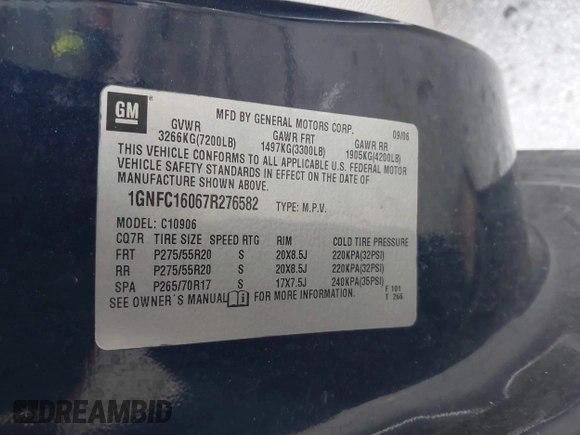 GM
MFD BY GENERAL MOTORS CORP. 09/06
GVWR GAWR FRT GAWR RR
3266KG(7200LB) 1497KG(3300LB) 1905KG(4200LB)
THIS VEHICLE CONFORMS TO ALL APPLICABLE U.S. FEDERAL MOTOR
VEHICLE SAFETY STANDARDS IN EFFECT ON THE DATE OF
MANUFACTURE SHOWN ABOVE.
1GNFC16067R276582 TYPE: M.P.V.
MODEL: C10906
CQ7R TIRE SIZE SPEED RTG RIM COLD TIRE PRESSURE
FRT P275/55R20 S 20X8.5J 220KPA(32PSI)
RR P275/55R20 S 20X8.5J 220KPA(32PSI)
SPA P265/70R17 S 17X7.5J 240KPA(35PSI)
SEE OWNER´S MANUAL FOR MORE INFORMATION. F 101
T 266
DREAMBID